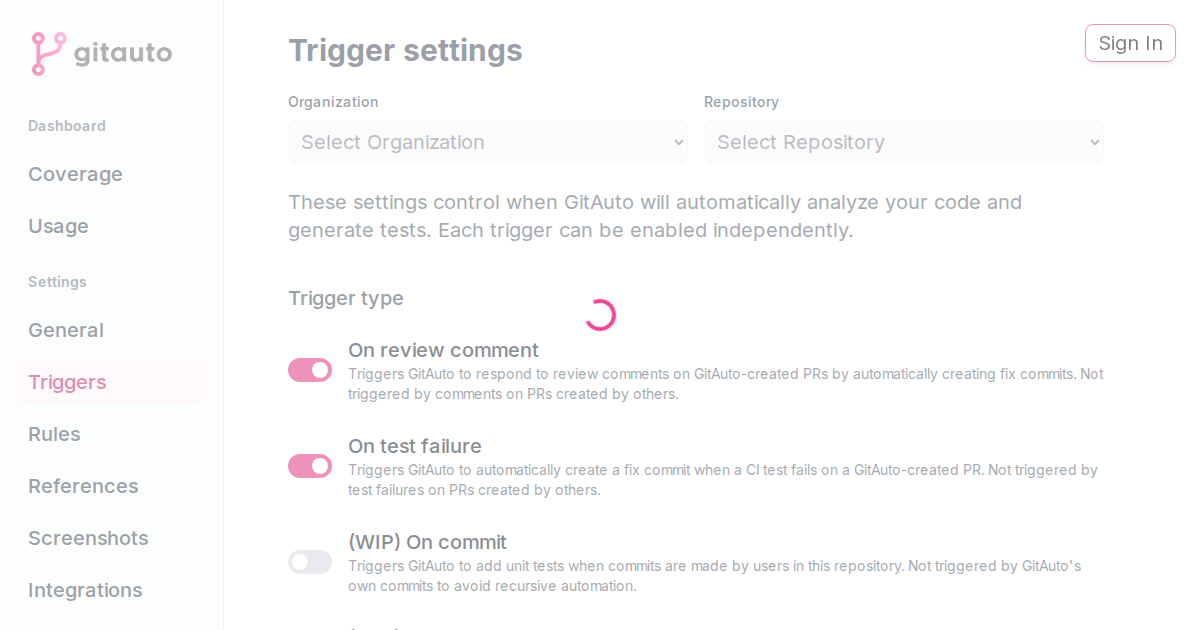 gitauto
Dashboard
Coverage
Usage
Settings
General
Triggers
Rules
References
Screenshots
Integrations
Trigger settings
Sign In
Organization
Repository
Select Organization
Select Repository
These settings control when GitAuto will automatically analyze your code and
generate tests. Each trigger can be enabled independently.
Trigger type
On review comment
Triggers GitAuto to respond to review comments on GitAuto-created PRs by automatically creating fix commits. Not
triggered by comments on PRs created by others.
On test failure
Triggers GitAuto to automatically create a fix commit when a CI test fails on a GitAuto-created PR. Not triggered by
test failures on PRs created by others.
(WIP) On commit
Triggers GitAuto to add unit tests when commits are made by users in this repository. Not triggered by GitAuto's
own commits to avoid recursive automation.